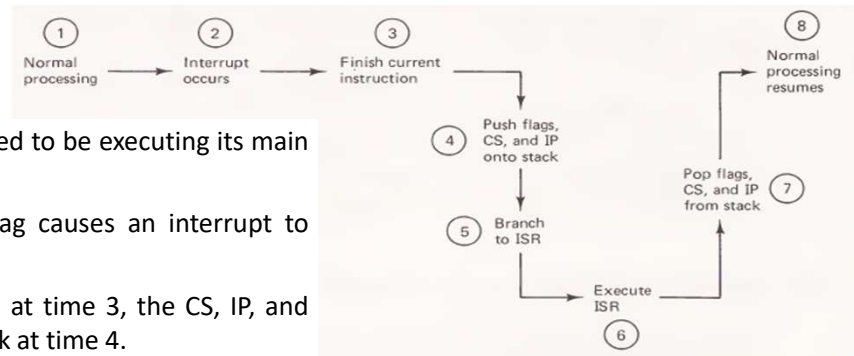 1
2
3
8
Normal
processing
Interrupt
occurs
Finish current
instruction
Normal
processing
resumes
4
Push flags,
CS, and IP
onto stack
5
Branch
to ISR
Execute
ISR
6
Pop flags,
CS, and IP
from stack
7
ed to be executing its main
ag causes an interrupt to
at time 3, the CS, IP, and
k at time 4.